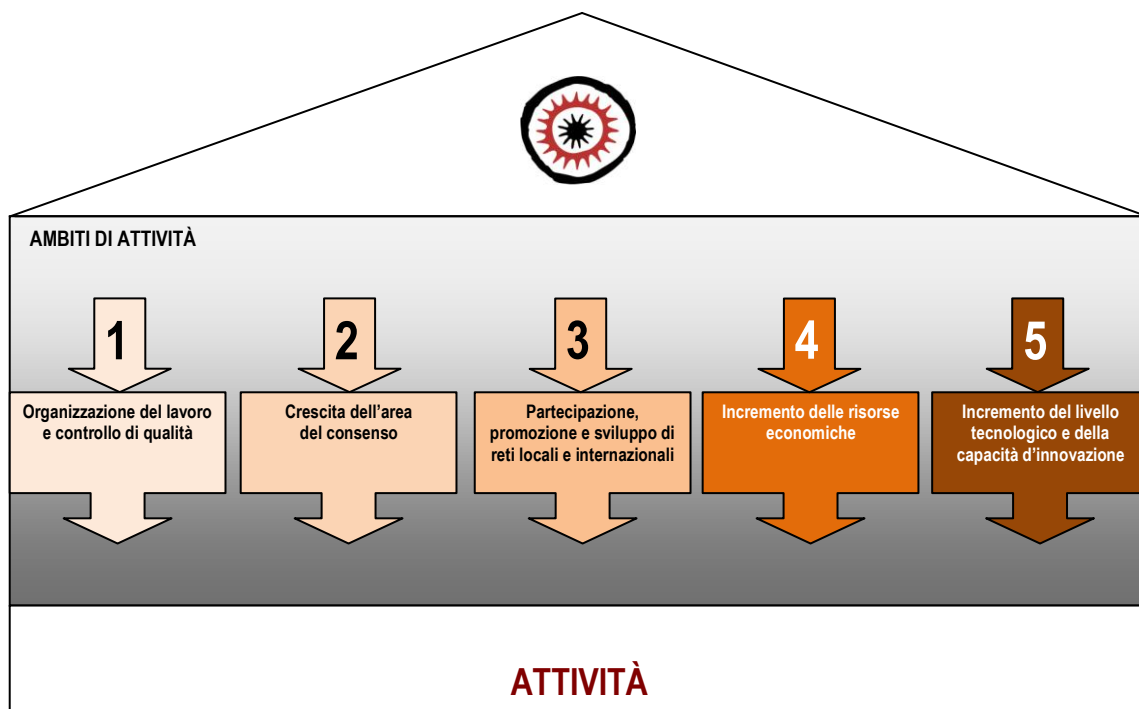 AMBITI DI ATTIVITÀ
1
Organizzazione del lavoro
e controllo di qualità
2
Crescita dell’area
del consenso
3
Partecipazione,
promozione e sviluppo di
reti locali e internazionali
4
Incremento delle risorse
economiche
5
Incremento del livello
tecnologico e della
capacità d’innovazione
ATTIVITÀ